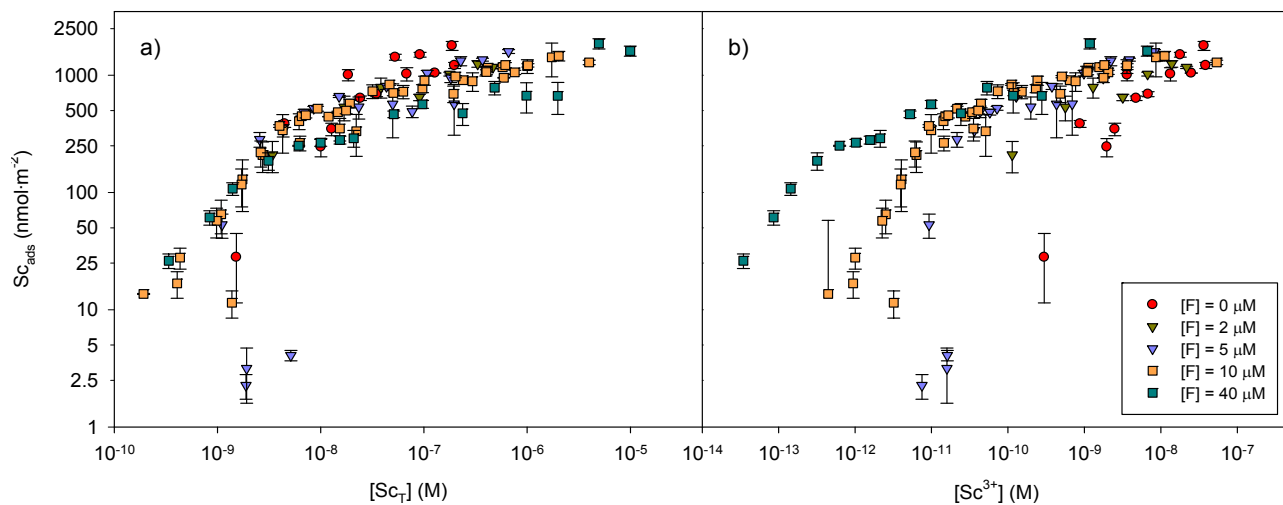 a)
b)
Sc_ads (nmol·m⁻²)
2500
1000
500
250
100
50
25
10
5
2.5
1
10⁻¹⁰ 10⁻⁹ 10⁻⁸ 10⁻⁷ 10⁻⁶ 10⁻⁵ 10⁻¹⁴ 10⁻¹³ 10⁻¹² 10⁻¹¹ 10⁻¹⁰ 10⁻⁹ 10⁻⁸ 10⁻⁷
[Sc_T] (M)
[Sc³⁺] (M)
[F] = 0 μM
[F] = 2 μM
[F] = 5 μM
[F] = 10 μM
[F] = 40 μM